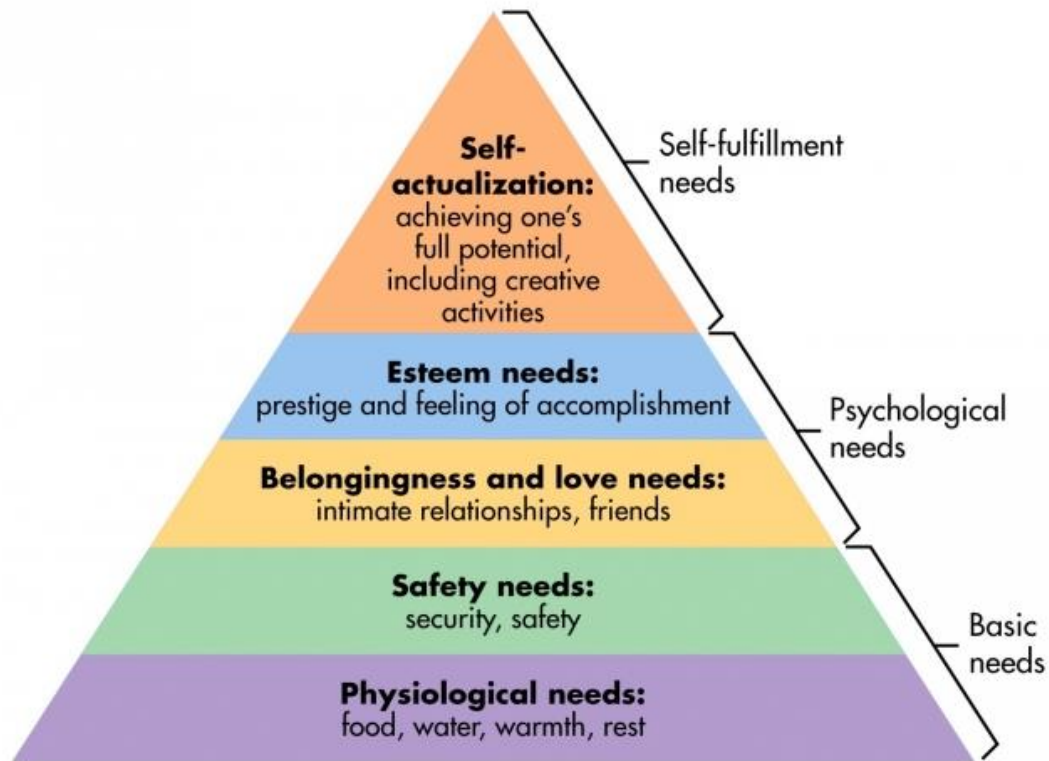 Self-
actualization:
achieving one's
full potential,
including creative
activities
Self-fulfillment
needs
Esteem needs:
prestige and feeling of accomplishment
Psychological
needs
Belongingness and love needs:
intimate relationships, friends
Safety needs:
security, safety
Basic
needs
Physiological needs:
food, water, warmth, rest